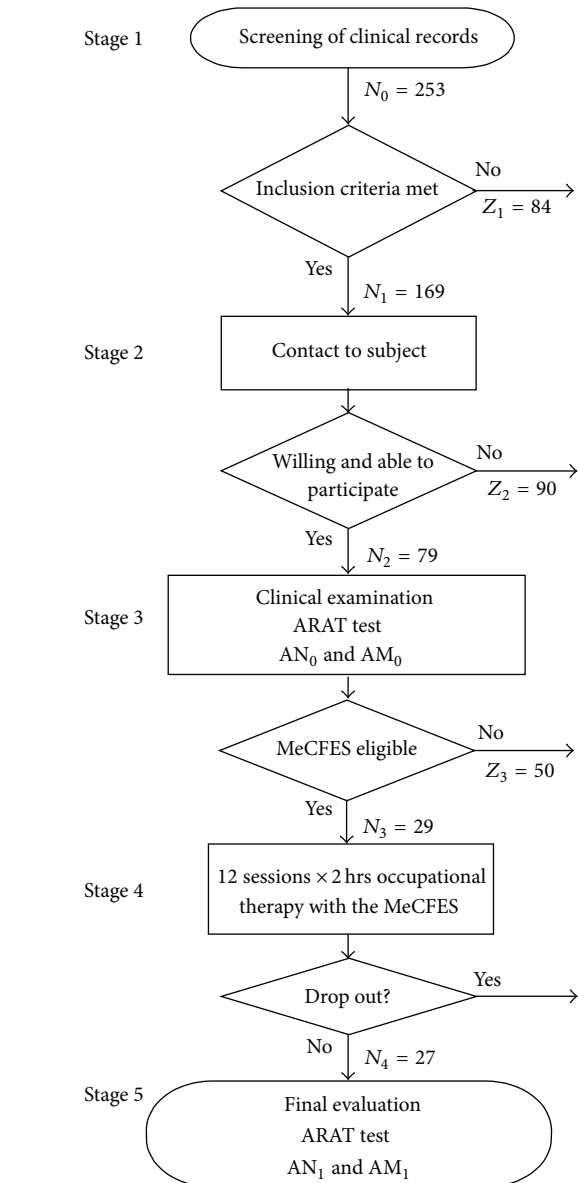 Stage 1
Screening of clinical records
N₀ = 253
Inclusion criteria met
No
Z₁ = 84
Yes
N₁ = 169
Stage 2
Contact to subject
Willing and able to
participate
No
Z₂ = 90
Yes
N₂ = 79
Stage 3
Clinical examination
ARAT test
AN₀ and AM₀
MeCFES eligible
No
Z₃ = 50
Yes
N₃ = 29
Stage 4
12 sessions × 2 hrs occupational
therapy with the MeCFES
Drop out?
Yes
No
N₄ = 27
Stage 5
Final evaluation
ARAT test
AN₁ and AM₁